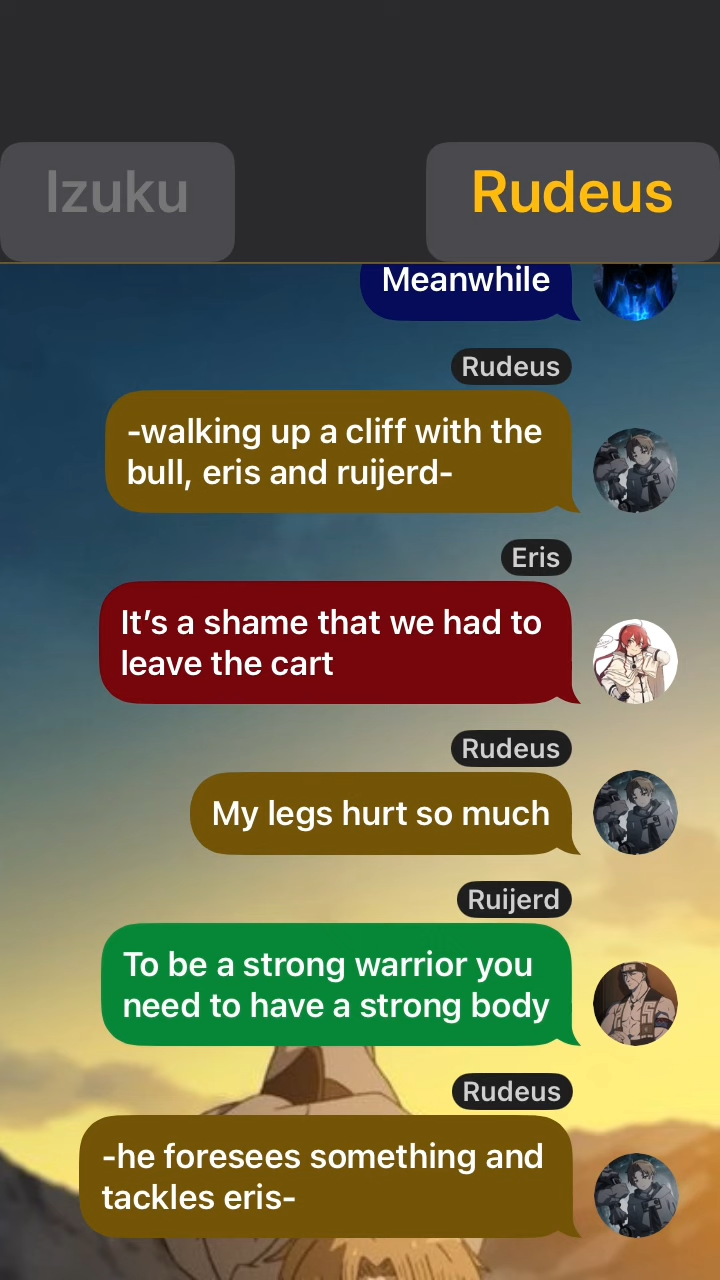 Izuku
Rudeus
Meanwhile
Rudeus
-walking up a cliff with the
bull, eris and ruijerd-
Eris
It’s a shame that we had to
leave the cart
Rudeus
My legs hurt so much
Ruijerd
To be a strong warrior you
need to have a strong body
Rudeus
-he foresees something and
tackles eris-